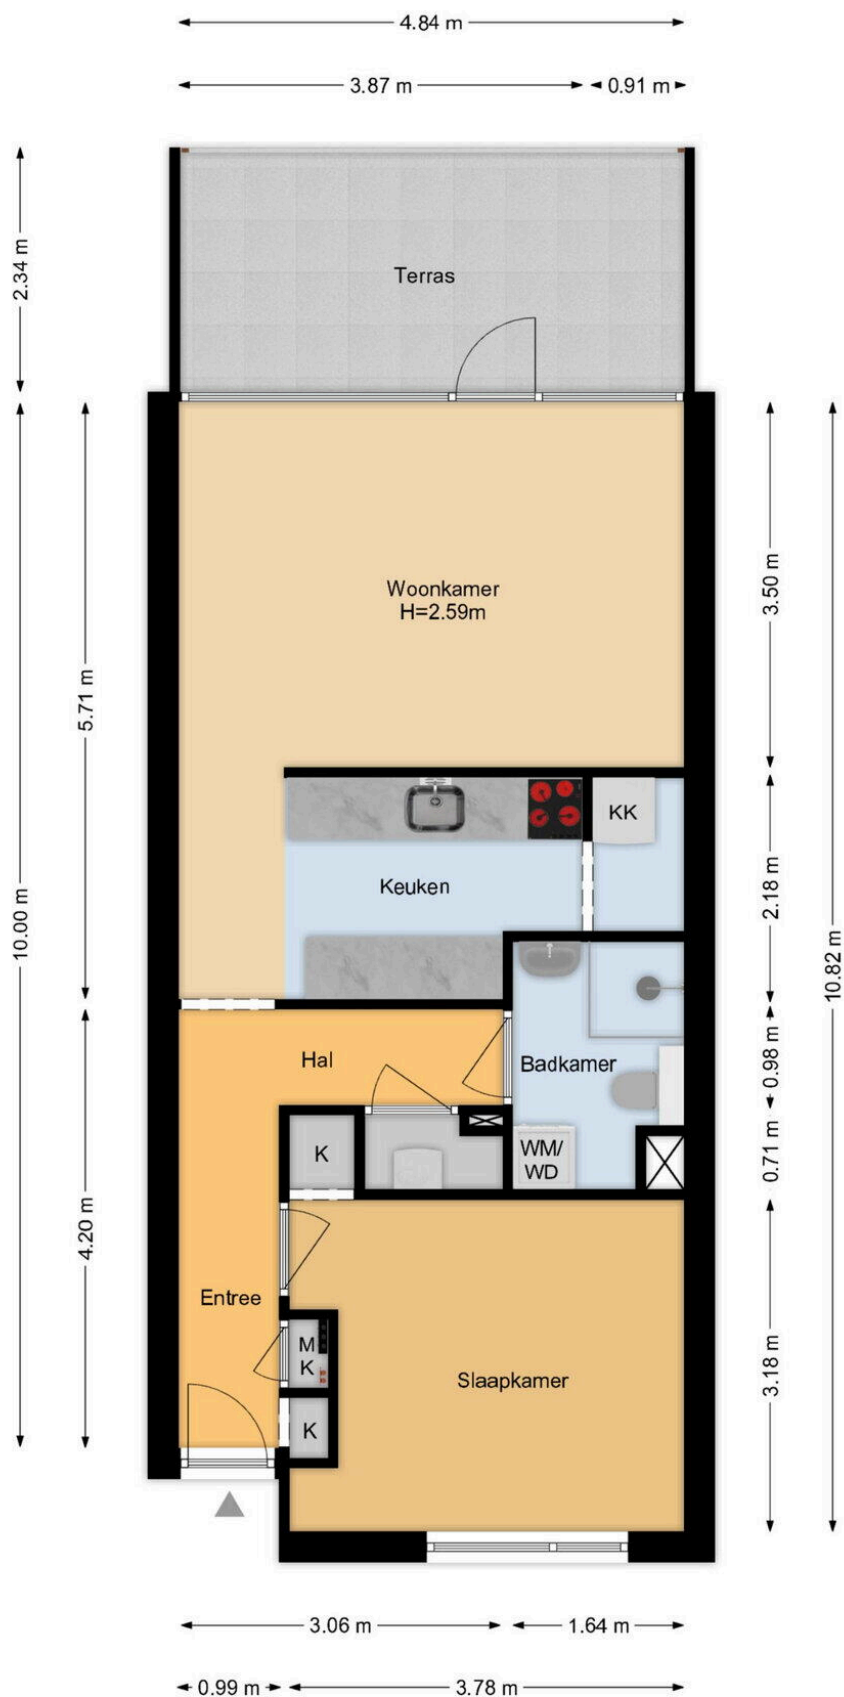 4.84 m
3.87 m
0.91 m
2.34 m
Terras
Woonkamer
H=2.59m
3.50 m
5.71 m
KK
Keuken
2.18 m
10.00 m
10.82 m
Hal
Badkamer
0.98 m
K
WM/
WD
0.71 m
4.20 m
Entree
M
K
Slaapkamer
3.18 m
K
3.06 m
1.64 m
0.99 m
3.78 m